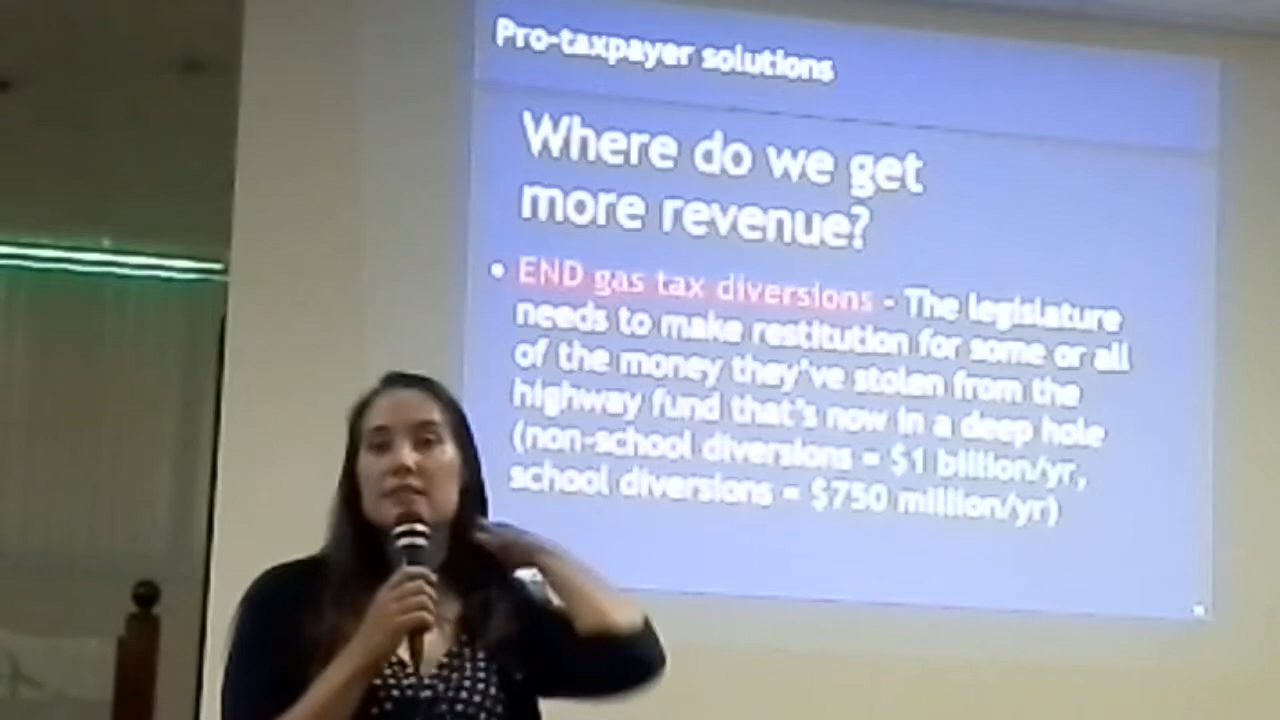 Pro-taxpayer solutions
Where do we get
more revenue?
• END gas tax diversions - The legislature
needs to make restitution for some or all
of the money they've stolen from the
highway fund that's now in a deep hole
(non-school diversions = $1 billion/yr,
school diversions = $750 million/yr)